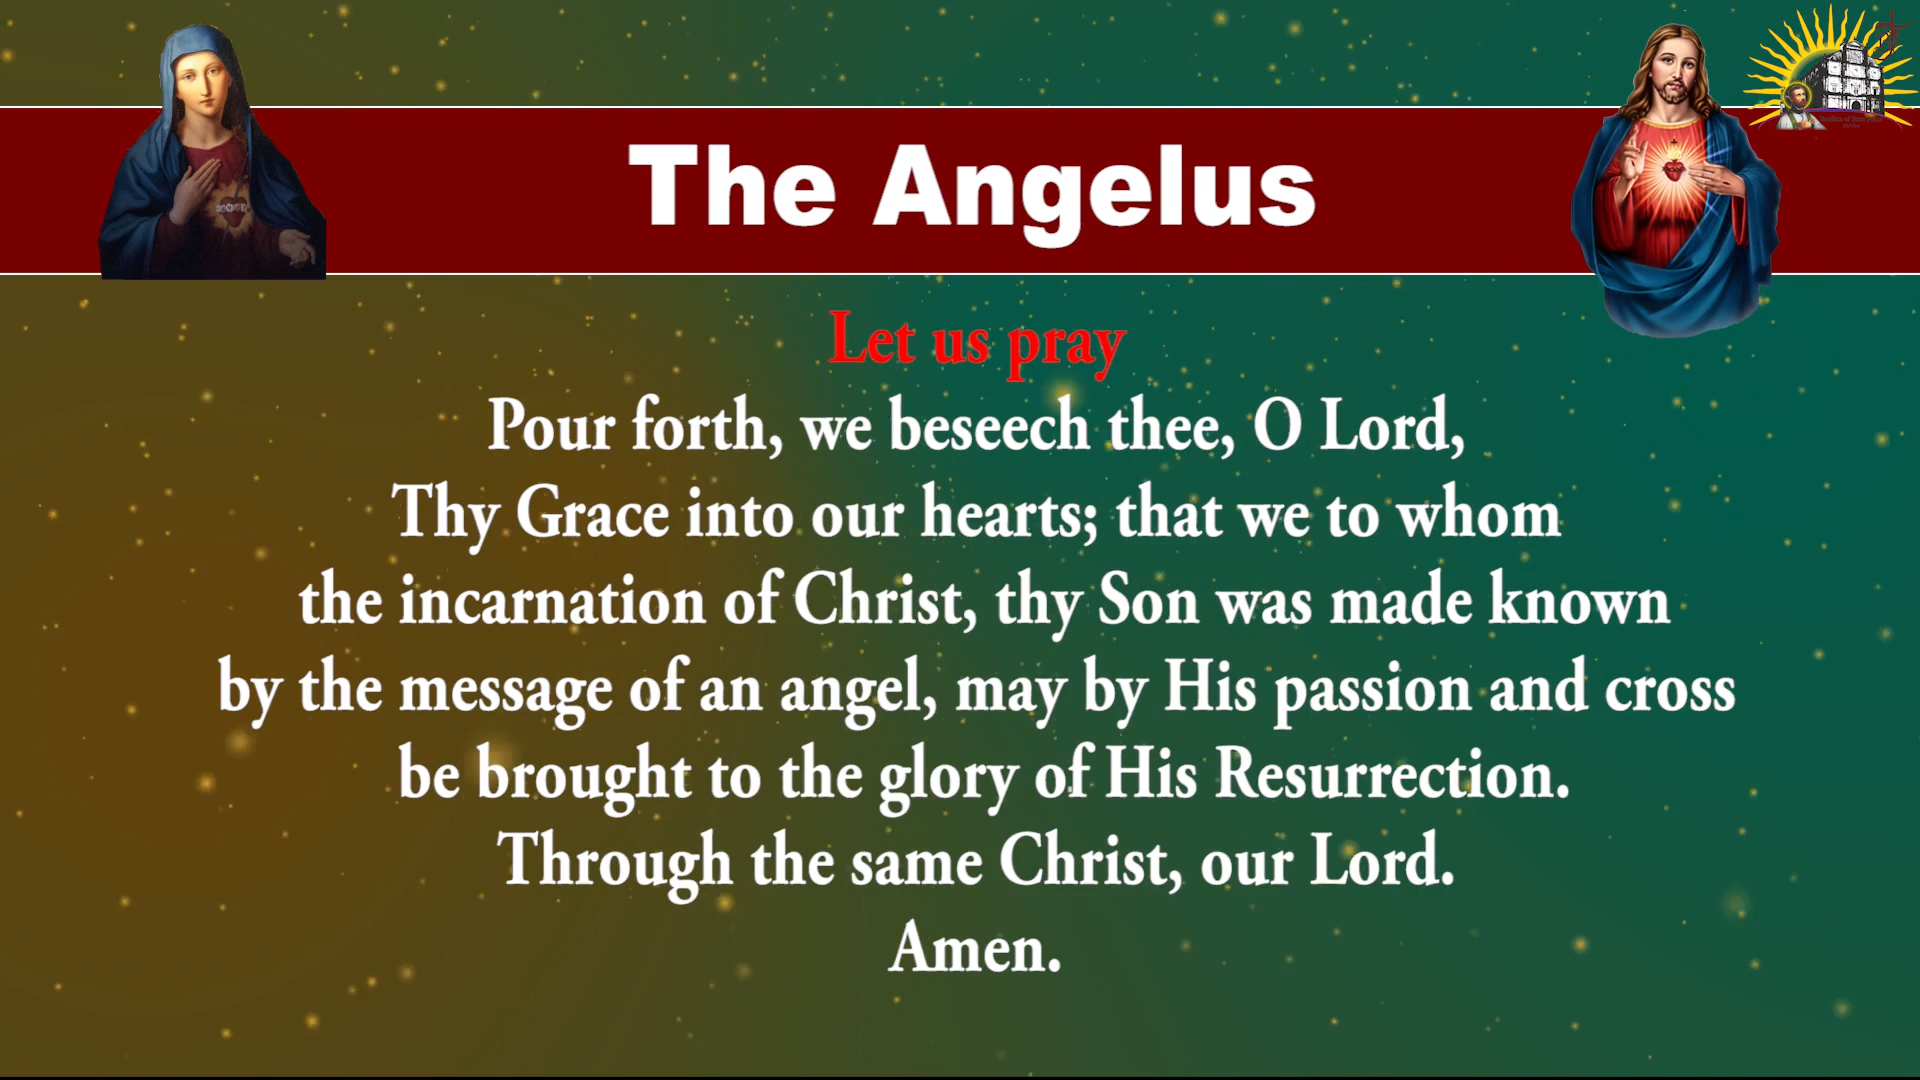 The Angelus
Let us pray
Pour forth, we beseech thee, O Lord,
Thy Grace into our hearts; that we to whom
the incarnation of Christ, thy Son was made known
by the message of an angel, may by His passion and cross
be brought to the glory of His Resurrection.
Through the same Christ, our Lord.
Amen.